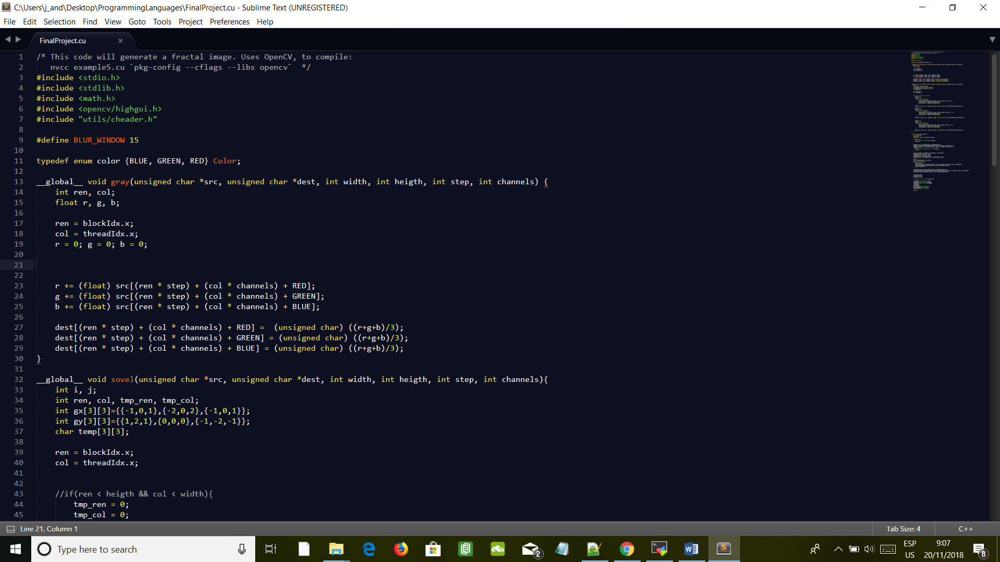 C:\Users\j_and\Desktop\ProgrammingLanguages\FinalProject.cu - Sublime Text (UNREGISTERED)
File Edit Selection Find View Goto Tools Project Preferences Help
FinalProject.cu
1 /* This code will generate a fractal image. Uses OpenCV, to compile:
2    nvcc example5.cu `pkg-config --cflags --libs opencv`  */
3 #include <stdio.h>
4 #include <stdlib.h>
5 #include <math.h>
6 #include <opencv/highgui.h>
7 #include "utils/cheader.h"
8
9 #define BLUR_WINDOW 15
10
11 typedef enum color {BLUE, GREEN, RED} Color;
12
13 __global__ void gray(unsigned char *src, unsigned char *dest, int width, int heigth, int step, int channels) {
14     int ren, col;
15     float r, g, b;
16
17     ren = blockIdx.x;
18     col = threadIdx.x;
19     r = 0; g = 0; b = 0;
20
21
22
23     r += (float) src[(ren * step) + (col * channels) + RED];
24     g += (float) src[(ren * step) + (col * channels) + GREEN];
25     b += (float) src[(ren * step) + (col * channels) + BLUE];
26
27     dest[(ren * step) + (col * channels) + RED] =  (unsigned char) ((r+g+b)/3);
28     dest[(ren * step) + (col * channels) + GREEN] = (unsigned char) ((r+g+b)/3);
29     dest[(ren * step) + (col * channels) + BLUE] = (unsigned char) ((r+g+b)/3);
30 }
31
32 __global__ void sovel(unsigned char *src, unsigned char *dest, int width, int heigth, int step, int channels){
33     int i, j;
34     int ren, col, tmp_ren, tmp_col;
35     int gx[3][3]={{-1,0,1},{-2,0,2},{-1,0,1}};
36     int gy[3][3]={{1,2,1},{0,0,0},{-1,-2,-1}};
37     char temp[3][3];
38
39     ren = blockIdx.x;
40     col = threadIdx.x;
41
42
43     //if(ren < heigth && col < width){
44         tmp_ren = 0;
45         tmp_col = 0;
Line 21, Column 1 Tab Size: 4 C++
Type here to search
2
ESP
US
9:07
20/11/2018
8